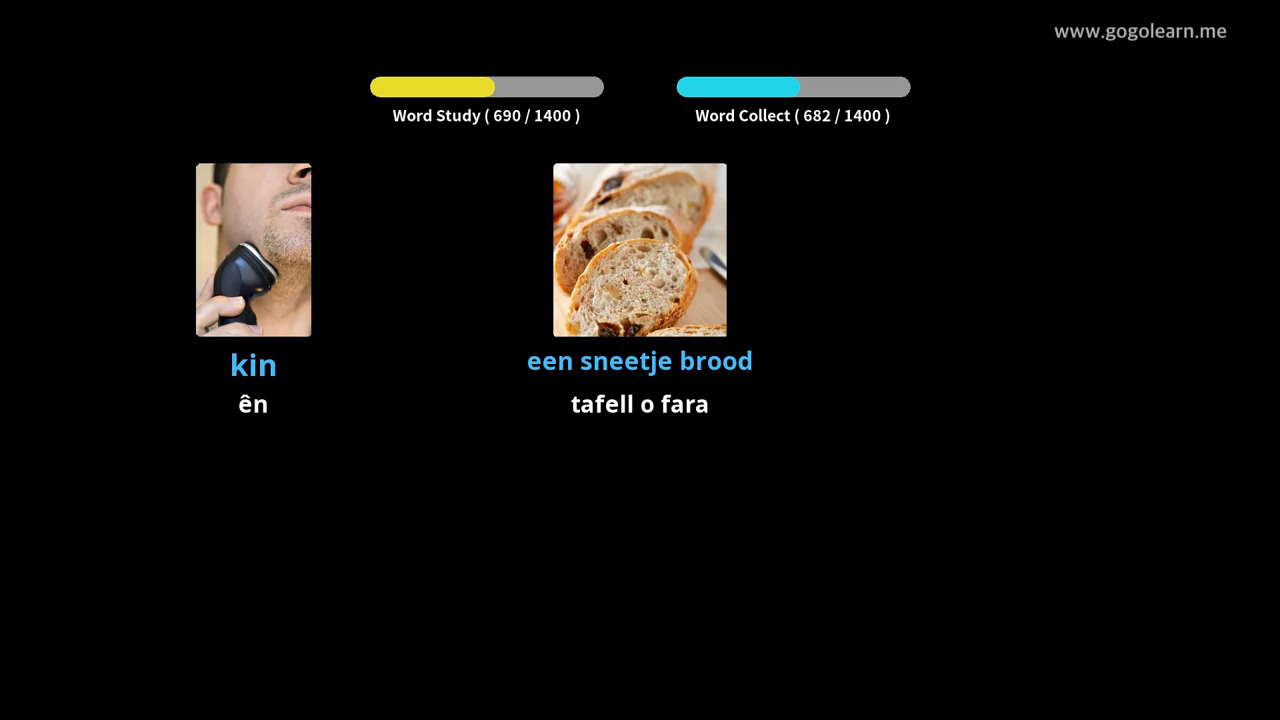 www.gogolearn.me
Word Study ( 690 / 1400 )
Word Collect ( 682 / 1400 )
kin
ên
een sneetje brood
tafell o fara